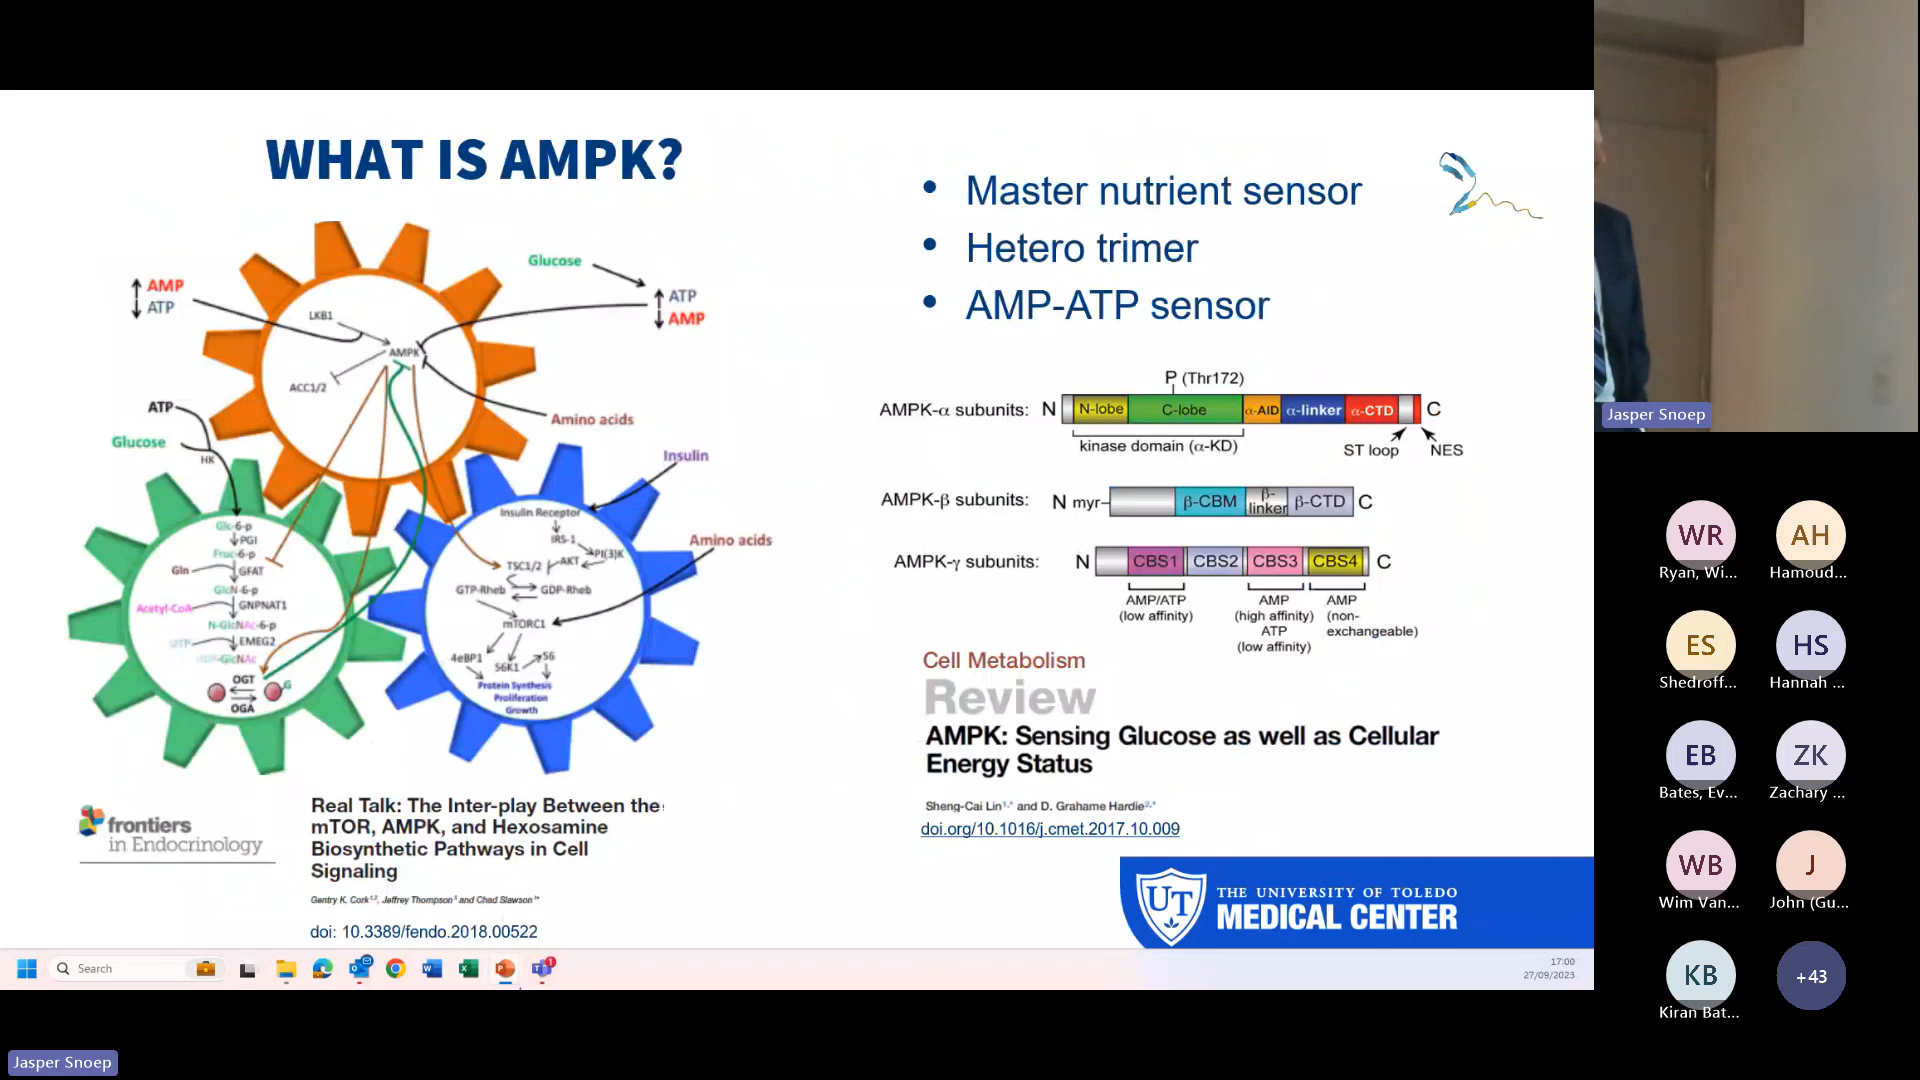 WHAT IS AMPK?
AMP
ATP
Glucose
ATP
AMP
LKB1
AMPK
ACC1/2
Amino acids
ATP
Glucose
HK
Glc-6-p
PGI
Fruc-6-p
Gln
GFAT
GlcN-6-p
Acetyl-CoA
GNPNAT1
N-GlcNAc-6-p
UTP
EMEG2
UDP-GlcNAc
OGT
G
OGA
Insulin
Insulin Receptor
IRS-1
PI(3)K
TSC1/2
AKT
GTP-Rheb
GDP-Rheb
Amino acids
mTORC1
4eBP1
S6K1
S6
Protein Synthesis
Proliferation
Growth
frontiers
in Endocrinology
Real Talk: The Inter-play Between the
mTOR, AMPK, and Hexosamine
Biosynthetic Pathways in Cell
Signaling
Gentry K. Cork1,2, Jeffrey Thompson3 and Chad Slawson1*
doi: 10.3389/fendo.2018.00522
• Master nutrient sensor
• Hetero trimer
• AMP-ATP sensor
P (Thr172)
AMPK-α subunits: N N-lobe C-lobe α-AID α-linker α-CTD C
kinase domain (α-KD)
ST loop NES
AMPK-β subunits: N myr- β-CBM β-linker β-CTD C
AMPK-γ subunits: N CBS1 CBS2 CBS3 CBS4 C
AMP/ATP
(low affinity)
AMP
(high affinity)
ATP
(low affinity)
AMP
(non-
exchangeable)
Cell Metabolism
Review
AMPK: Sensing Glucose as well as Cellular
Energy Status
Sheng-Cai Lin1,* and D. Grahame Hardie2,*
doi.org/10.1016/j.cmet.2017.10.009
UT
THE UNIVERSITY OF TOLEDO
MEDICAL CENTER
Search
1
17:00
27/09/2023
Jasper Snoep
Jasper Snoep
WR
Ryan, Wi...
AH
Hamoud...
ES
Shedroff...
HS
Hannah ...
EB
Bates, Ev...
ZK
Zachary ...
WB
Wim Van...
J
John (Gu...
KB
Kiran Bat...
+43